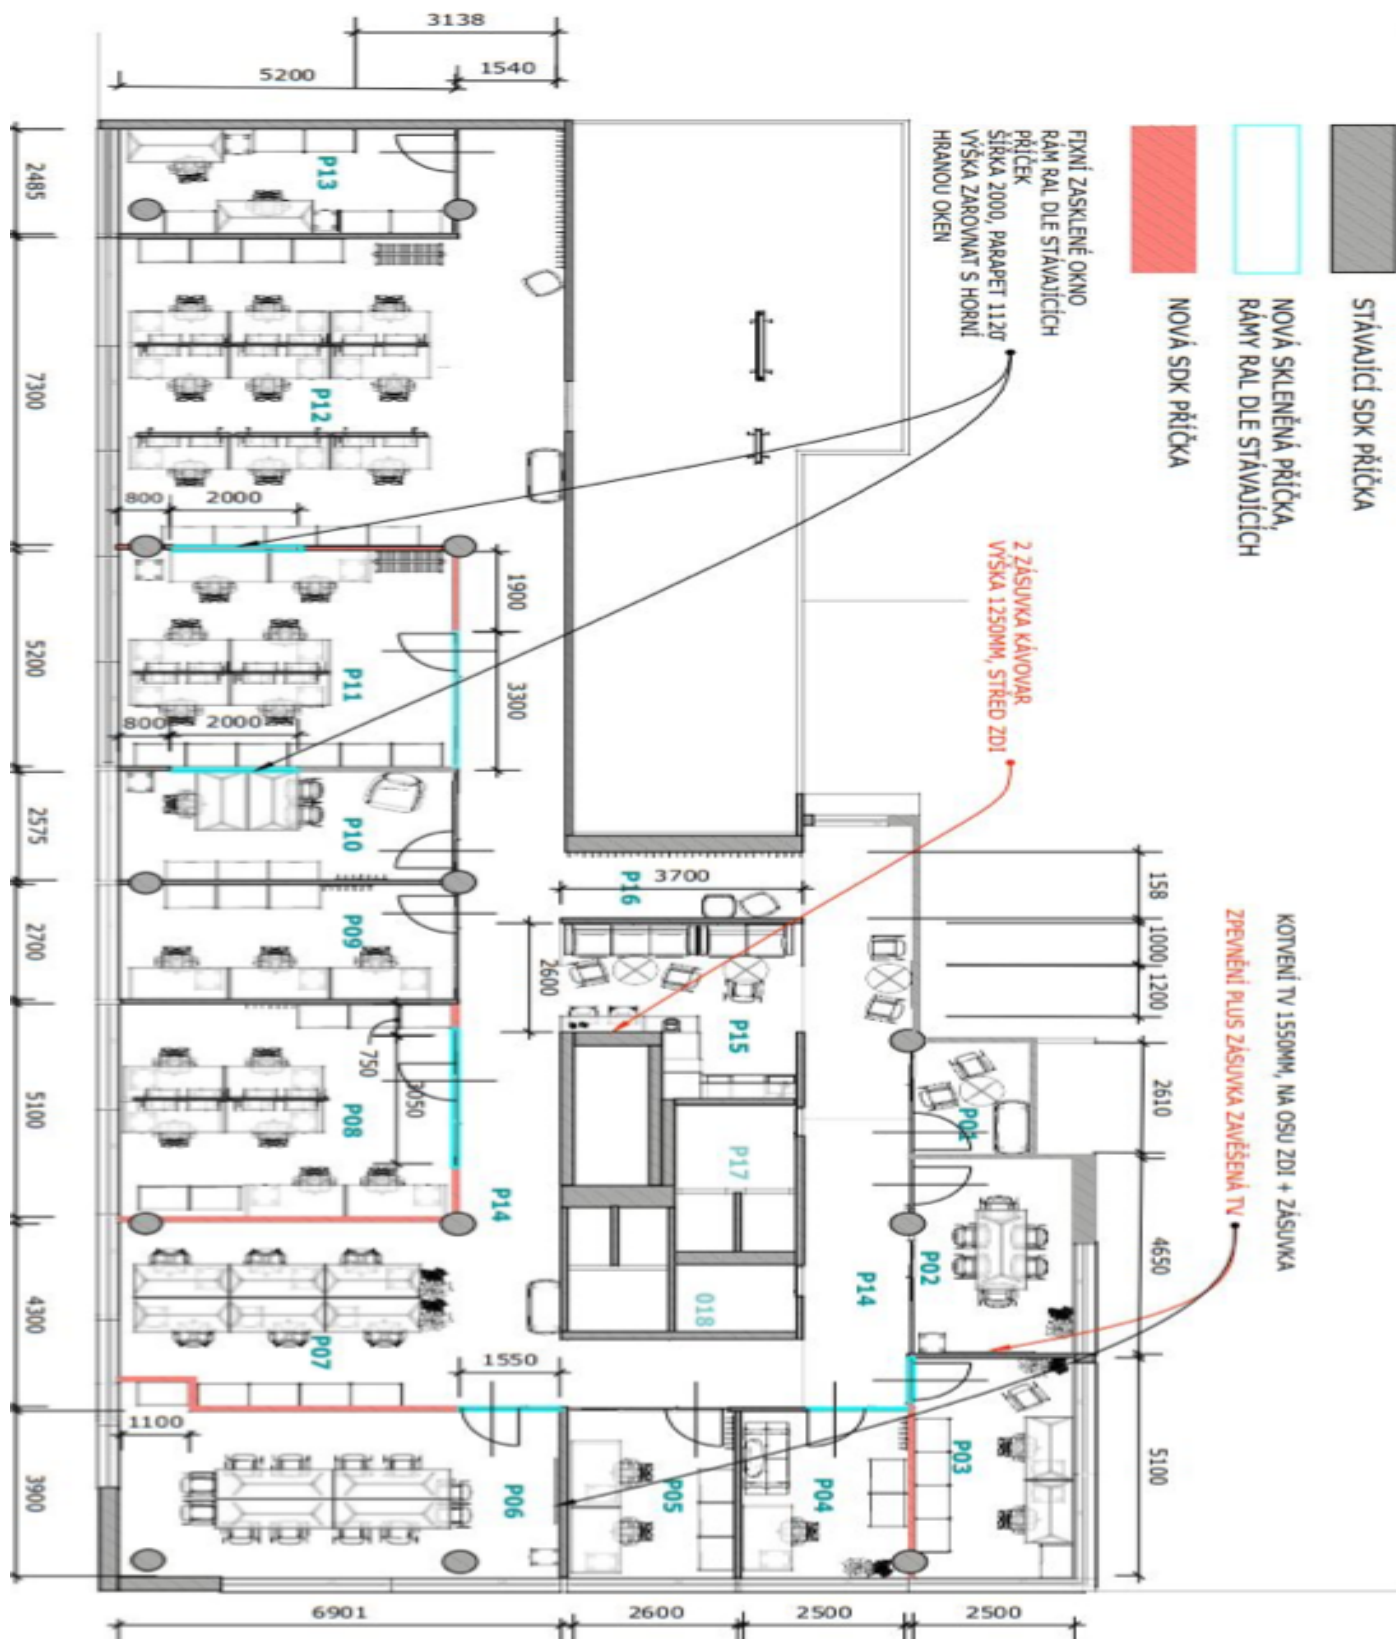 STÁVAJÍCÍ SDK PŘÍČKA
NOVÁ SKLENĚNÁ PŘÍČKA,
RÁMY RAL DLE STÁVAJÍCÍCH
NOVÁ SDK PŘÍČKA
FIXNÍ ZASKLENÉ OKNO
RÁM RAL DLE STÁVAJÍCÍCH
PŘÍČEK
ŠÍŘKA 2000, PARAPET 1120
VÝŠKA ZAROVNAT S HORNÍ
HRANOU OKEN
2 ZÁSUVKA KÁVOVAR
VÝŠKA 1250MM, STŘED ZDI
KOTVENÍ TV 1550MM, NA OSU ZDI + ZÁSUVKA
ZPEVNĚNÍ PLUS ZÁSUVKA ZAVĚŠENÁ TV
3138
5200
1540
2485
7300
5200
2575
2700
5100
4300
3900
P13
P12
800
2000
1900
3300
P11
800
2000
P10
P09
P16
3700
2600
P15
158
1000
1200
2610
4650
5100
P01
P02
P03
P17
018
P14
P14
750
3050
P08
P07
1550
1100
P06
P05
P04
6901
2600
2500
2500